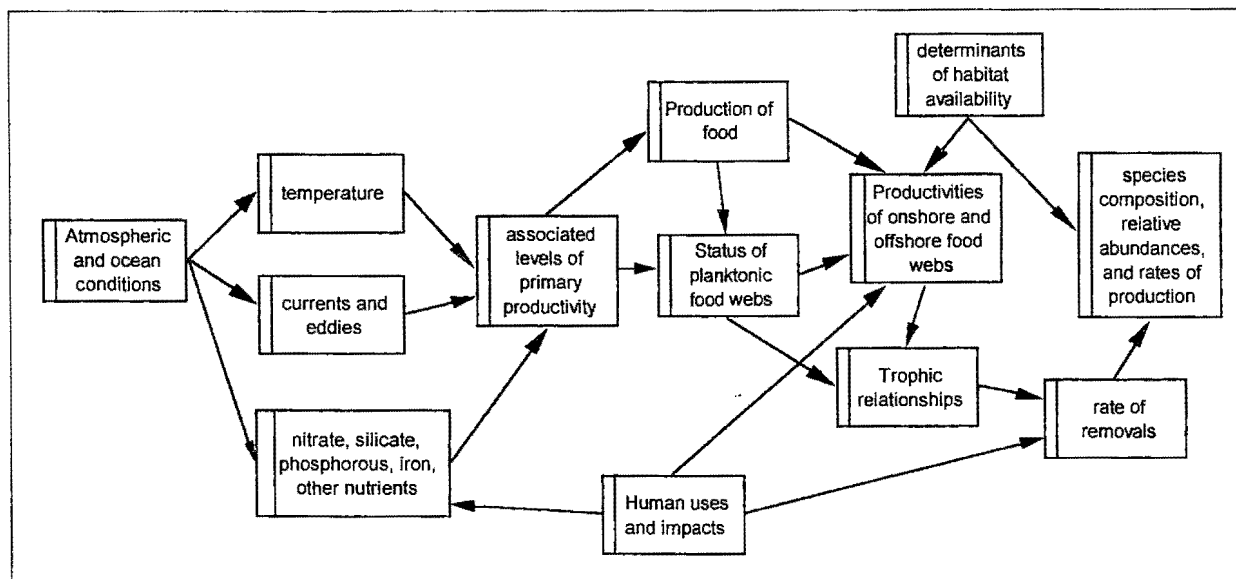 Atmospheric
and ocean
conditions
temperature
currents and
eddies
nitrate, silicate,
phosphorous, iron,
other nutrients
associated
levels of
primary
productivity
Production of
food
Status of
planktonic
food webs
determinants
of habitat
availability
Productivities
of onshore and
offshore food
webs
Trophic
relationships
Human uses
and impacts
species
composition,
relative
abundances,
and rates of
production
rate of
removals